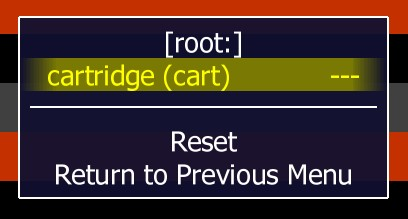 [root:]
cartridge (cart) ---
Reset
Return to Previous Menu